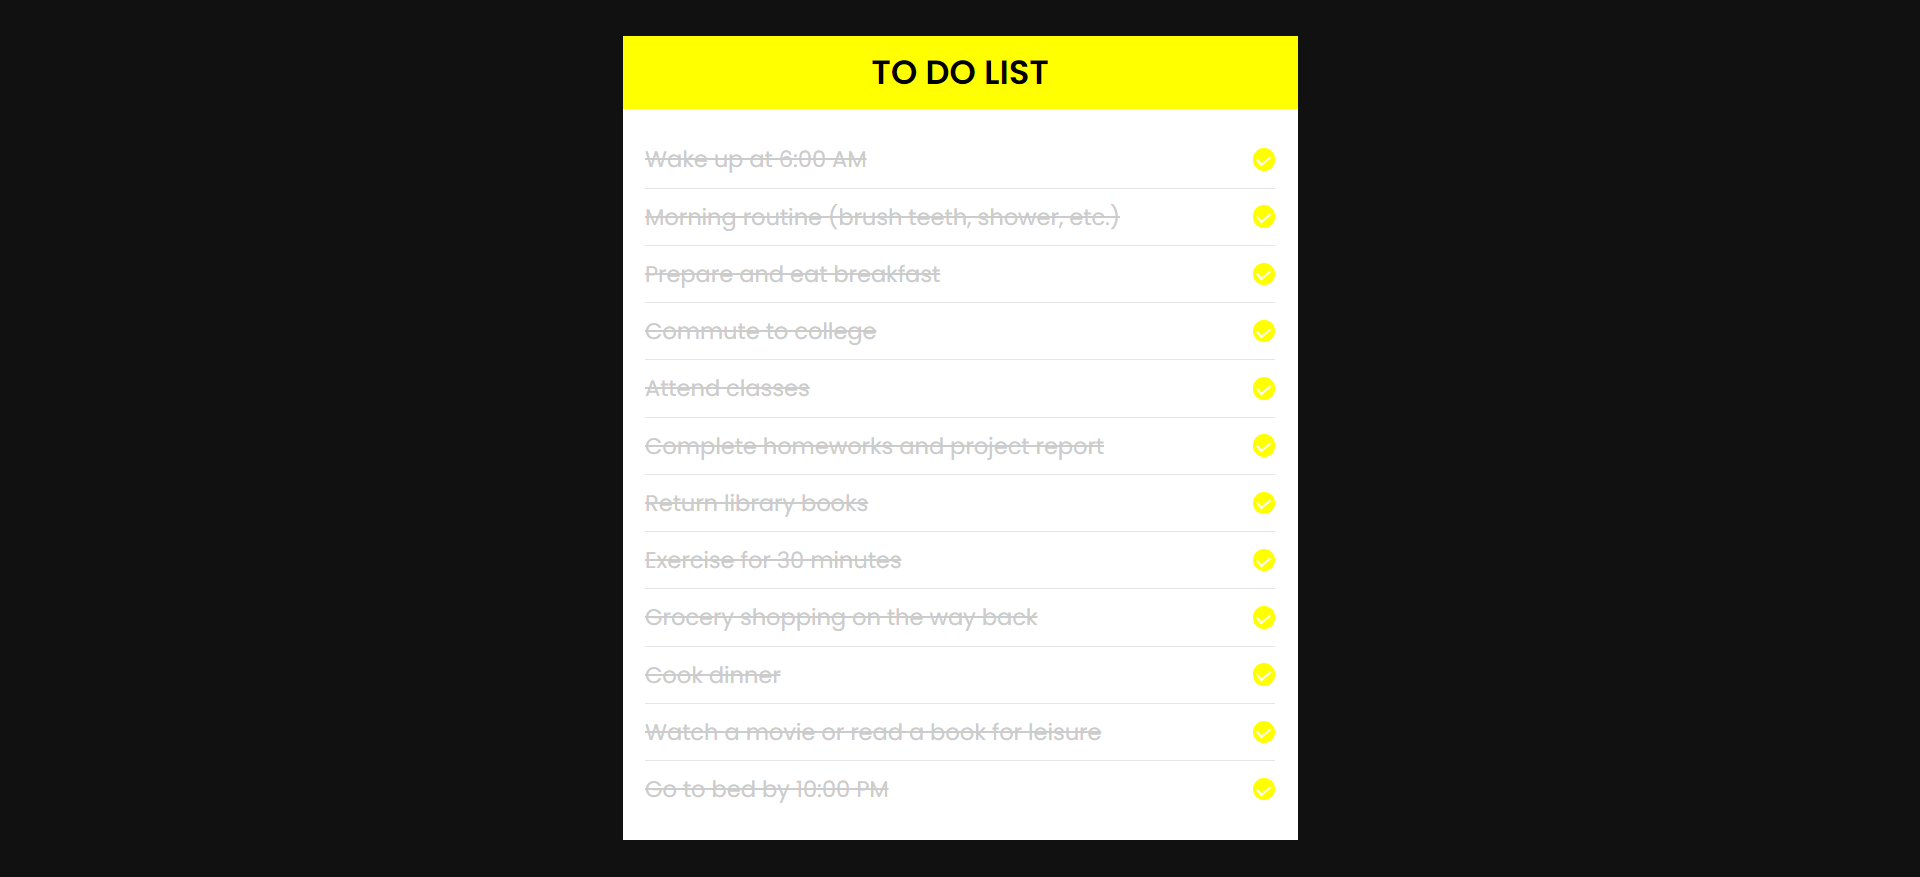 TO DO LIST
Wake up at 6:00 AM
Morning routine (brush teeth, shower, etc.)
Prepare and eat breakfast
Commute to college
Attend classes
Complete homeworks and project report
Return library books
Exercise for 30 minutes
Grocery shopping on the way back
Cook dinner
Watch a movie or read a book for leisure
Go to bed by 10:00 PM